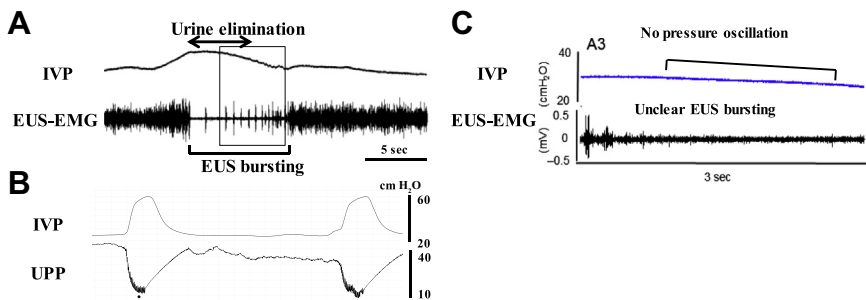 A
Urine elimination
IVP
EUS-EMG
EUS bursting
5 sec
B
cm H2O
60
IVP
20
40
UPP
10
C
A3
No pressure oscillation
40
IVP
(cmH2O)
20
Unclear EUS bursting
EUS-EMG
0.5
(mV)
0
−0.5
3 sec